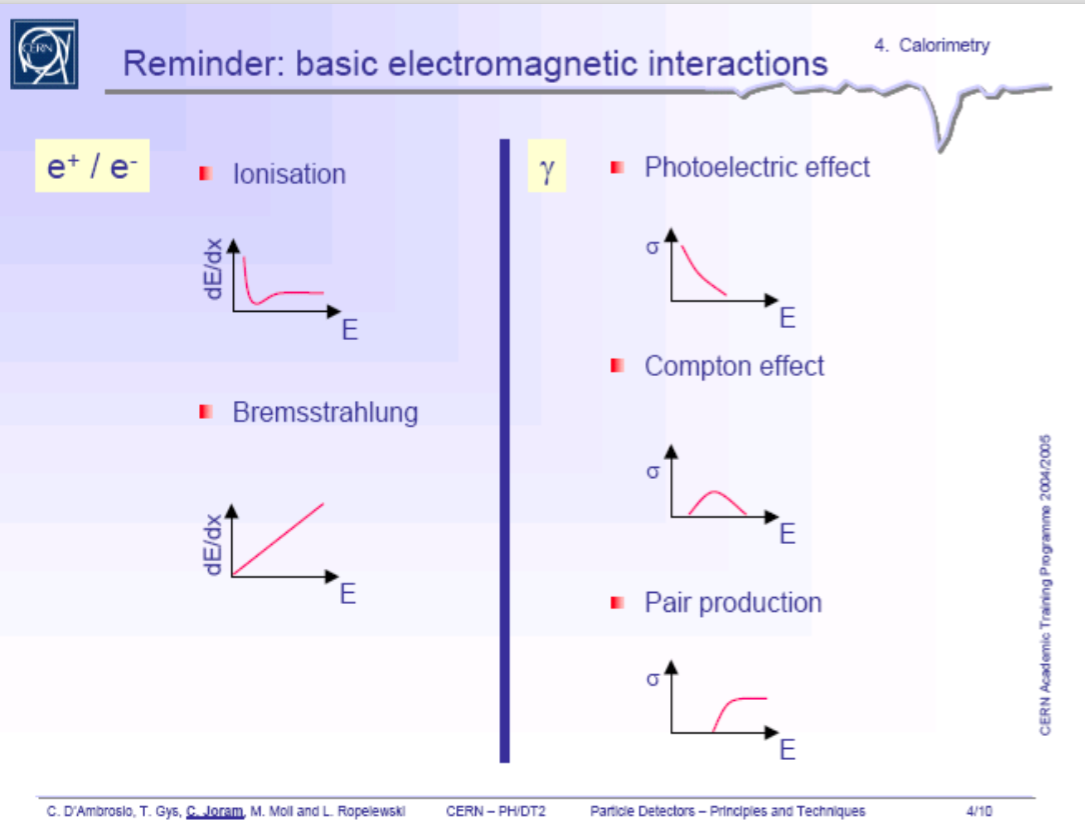 CERN
Reminder: basic electromagnetic interactions
4. Calorimetry
e+ / e-
Ionisation
dE/dx
E
Bremsstrahlung
dE/dx
E
γ
Photoelectric effect
σ
E
Compton effect
σ
E
Pair production
σ
E
CERN Academic Training Programme 2004/2005
C. D'Ambrosio, T. Gys, C. Joram, M. Moll and L. Ropelewski CERN – PH/DT2 Particle Detectors – Principles and Techniques 4/10